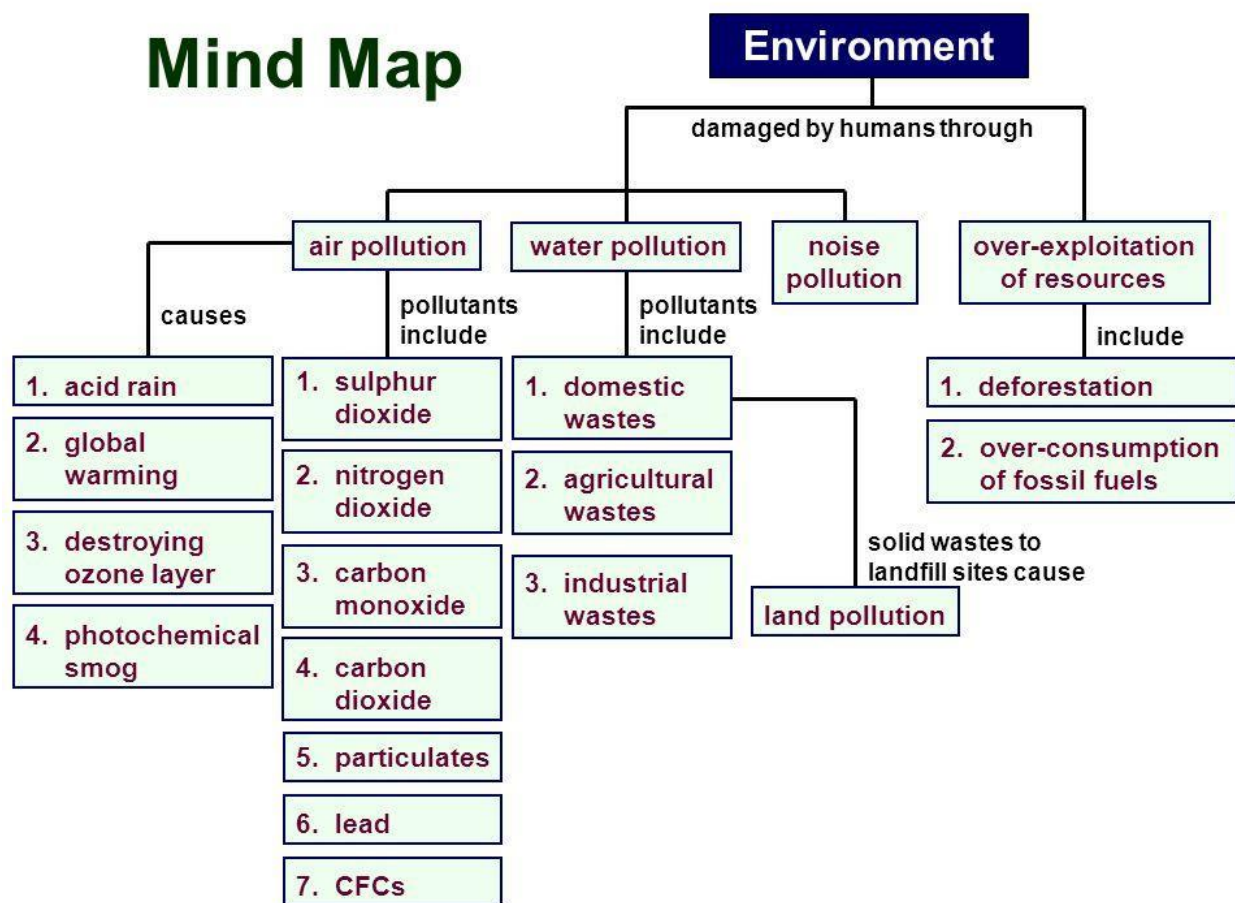 Mind Map
Environment
damaged by humans through
air pollution
water pollution
noise
pollution
over-exploitation
of resources
causes
pollutants
include
pollutants
include
include
1. acid rain
2. global
warming
3. destroying
ozone layer
4. photochemical
smog
1. sulphur
dioxide
2. nitrogen
dioxide
3. carbon
monoxide
4. carbon
dioxide
5. particulates
6. lead
7. CFCs
1. domestic
wastes
2. agricultural
wastes
3. industrial
wastes
solid wastes to
landfill sites cause
land pollution
1. deforestation
2. over-consumption
of fossil fuels